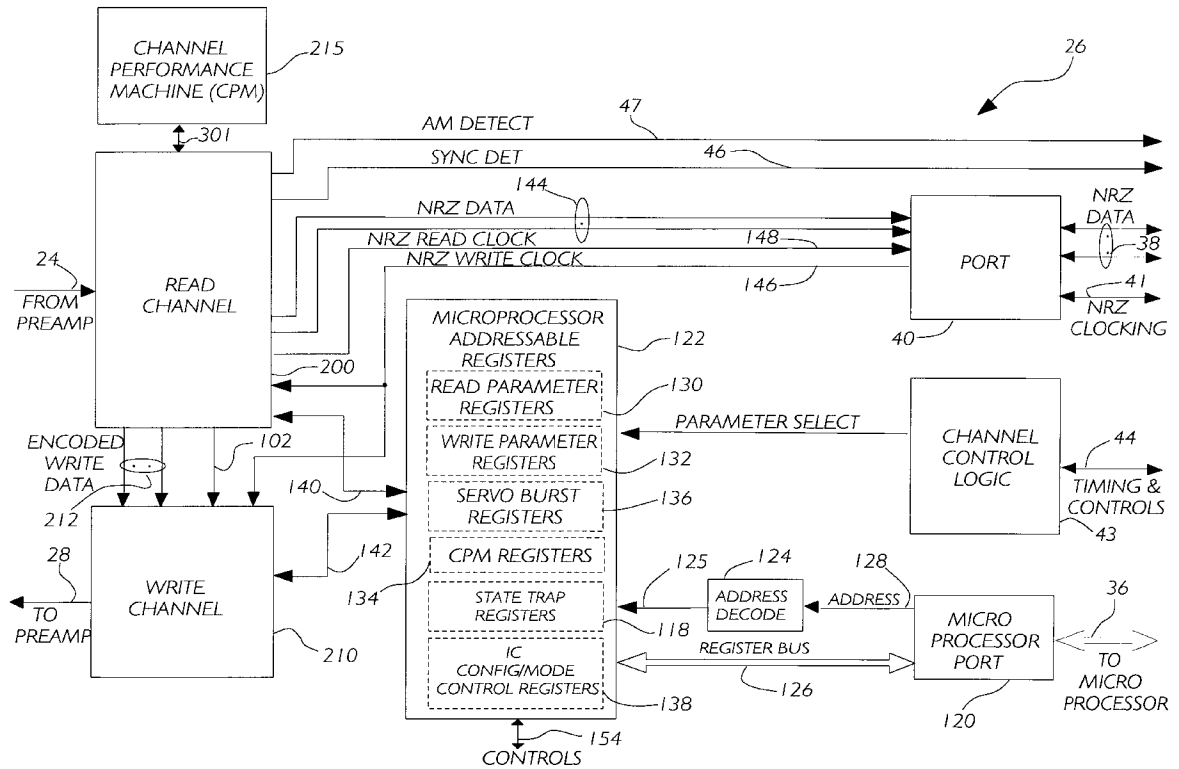 CHANNEL
PERFORMANCE
MACHINE (CPM)
215
26
301
47
AM DETECT
SYNC DET
46
144
NRZ DATA
NRZ READ CLOCK
148
NRZ WRITE CLOCK
146
NRZ
DATA
38
PORT
41
NRZ
CLOCKING
40
24
FROM
PREAMP
READ
CHANNEL
200
MICROPROCESSOR
ADDRESSABLE
REGISTERS
122
READ PARAMETER
REGISTERS
130
WRITE PARAMETER
REGISTERS
132
SERVO BURST
REGISTERS
136
CPM REGISTERS
134
STATE TRAP
REGISTERS
118
IC
CONFIG/MODE
CONTROL REGISTERS
138
PARAMETER SELECT
CHANNEL
CONTROL
LOGIC
44
TIMING &
CONTROLS
43
ENCODED
WRITE
DATA
102
212
140
142
28
TO
PREAMP
WRITE
CHANNEL
210
125
124
ADDRESS
DECODE
128
ADDRESS
REGISTER BUS
126
MICRO
PROCESSOR
PORT
120
36
TO
MICRO
PROCESSOR
154
CONTROLS